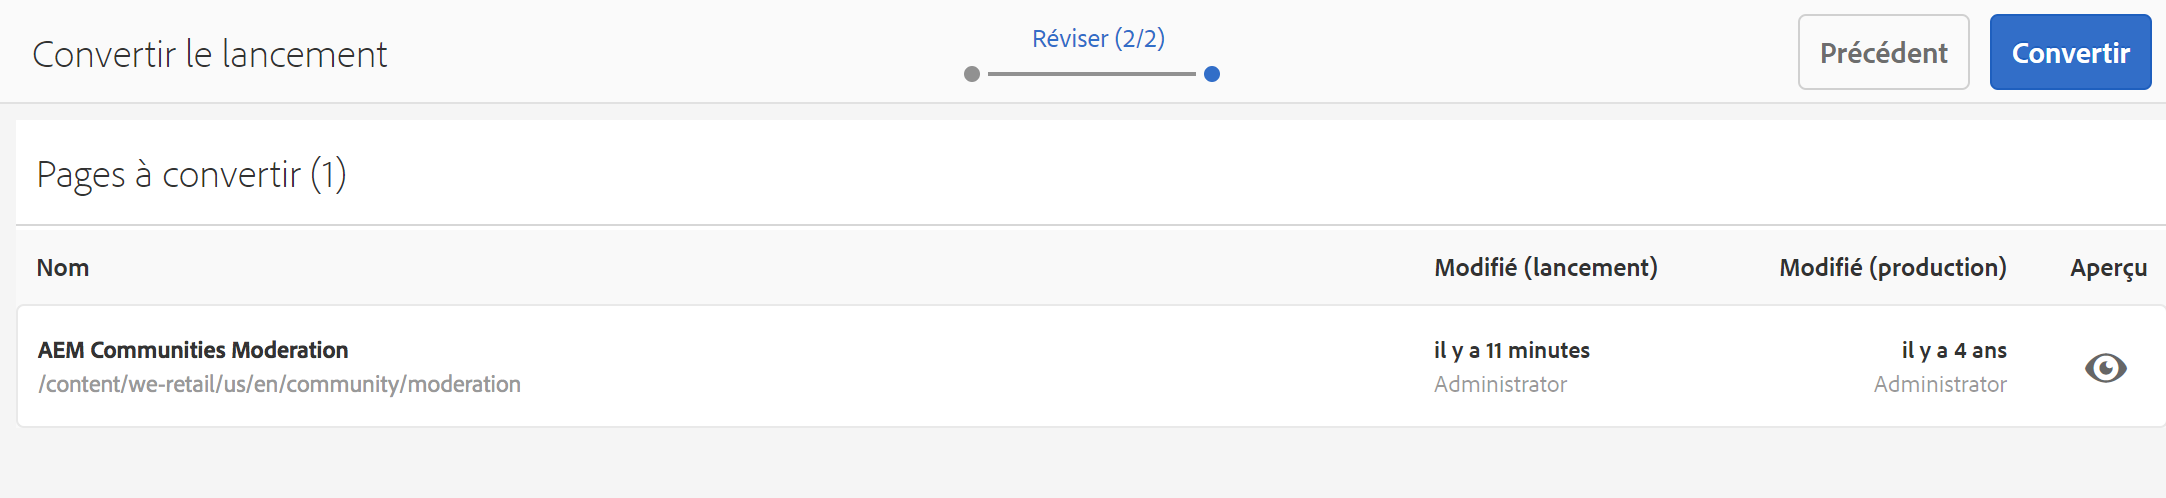 Convertir le lancement
Réviser (2/2)
Précédent
Convertir
Pages à convertir (1)
Nom
Modifié (lancement)
Modifié (production)
Aperçu
AEM Communities Moderation
il y a 11 minutes
il y a 4 ans
/content/we-retail/us/en/community/moderation
Administrator
Administrator